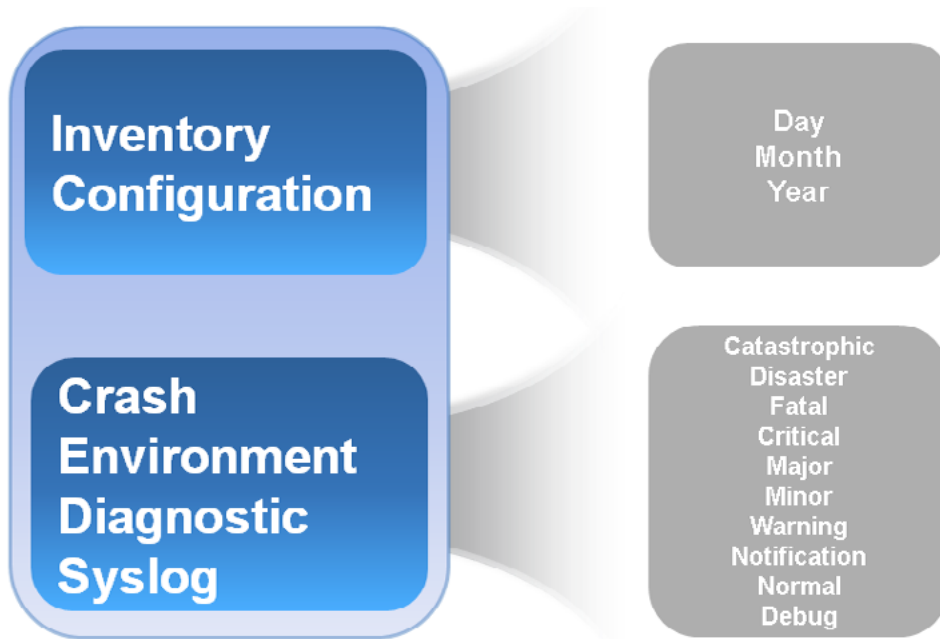 Inventory
Configuration
Day
Month
Year
Crash
Environment
Diagnostic
Syslog
Catastrophic
Disaster
Fatal
Critical
Major
Minor
Warning
Notification
Normal
Debug